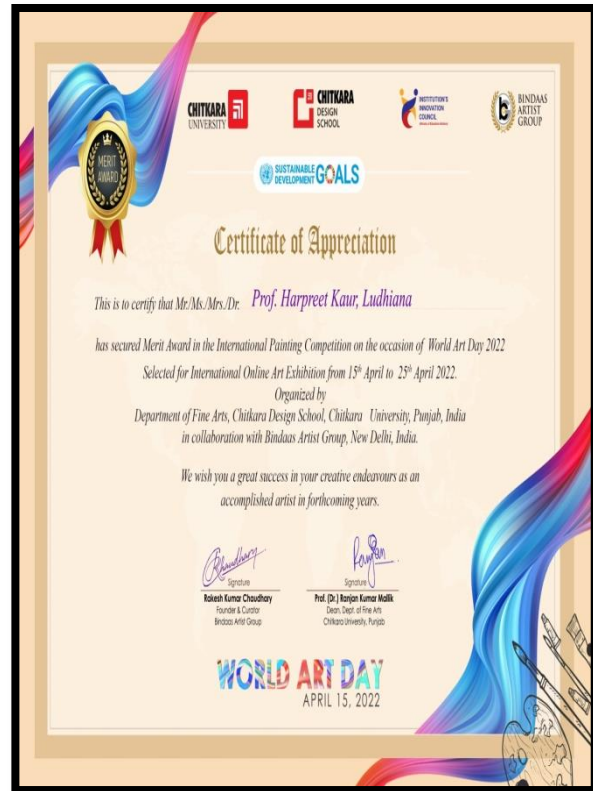 CHITKARA
UNIVERSITY
CHITKARA
DESIGN
SCHOOL
INSTITUTION'S
INNOVATION
COUNCIL
BINDAAS
ARTIST
GROUP
MERIT
AWARD
SUSTAINABLE
DEVELOPMENT GOALS
Certificate of Appreciation
This is to certify that Mr./Ms./Mrs./Dr. Prof. Harpreet Kaur, Ludhiana
has secured Merit Award in the International Painting Competition on the occasion of World Art Day 2022
Selected for International Online Art Exhibition from 15th April to 25th April 2022.
Organized by
Department of Fine Arts, Chitkara Design School, Chitkara University, Punjab, India
in collaboration with Bindaas Artist Group, New Delhi, India.
We wish you a great success in your creative endeavours as an
accomplished artist in forthcoming years.
Signature
Rakesh Kumar Chaudhary
Founder & Curator
Bindaas Artist Group
Signature
Prof. (Dr.) Ranjan Kumar Mallik
Dean, Dept. of Fine Arts
Chitkara University, Punjab
WORLD ART DAY
APRIL 15, 2022